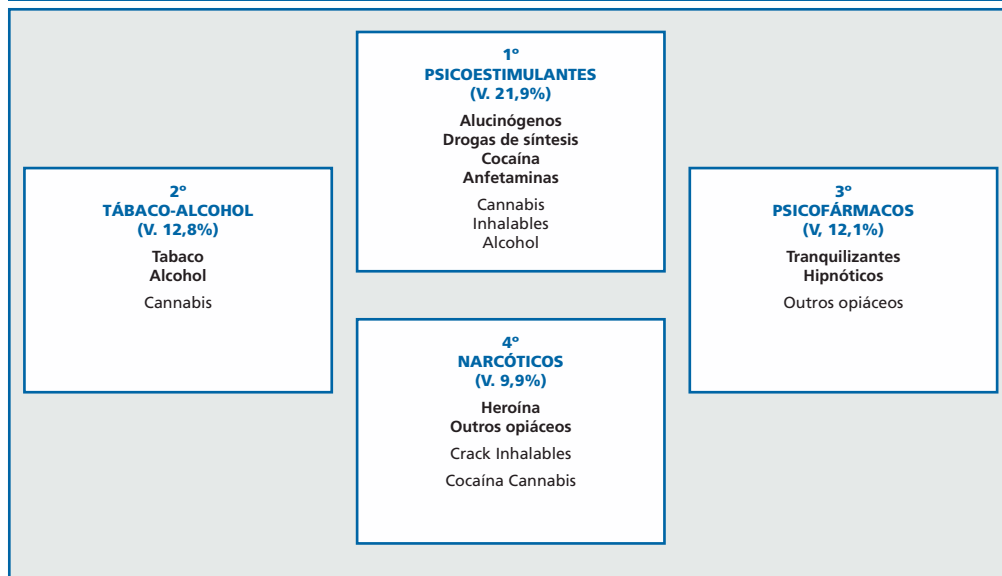 1º
PSICOESTIMULANTES
(V. 21,9%)
Alucinógenos
Drogas de síntesis
Cocaína
Anfetaminas
Cannabis
Inhalables
Alcohol
2º
TÁBACO-ALCOHOL
(V. 12,8%)
Tabaco
Alcohol
Cannabis
3º
PSICOFÁRMACOS
(V, 12,1%)
Tranquilizantes
Hipnóticos
Outros opiáceos
4º
NARCÓTICOS
(V. 9,9%)
Heroína
Outros opiáceos
Crack Inhalables
Cocaína Cannabis